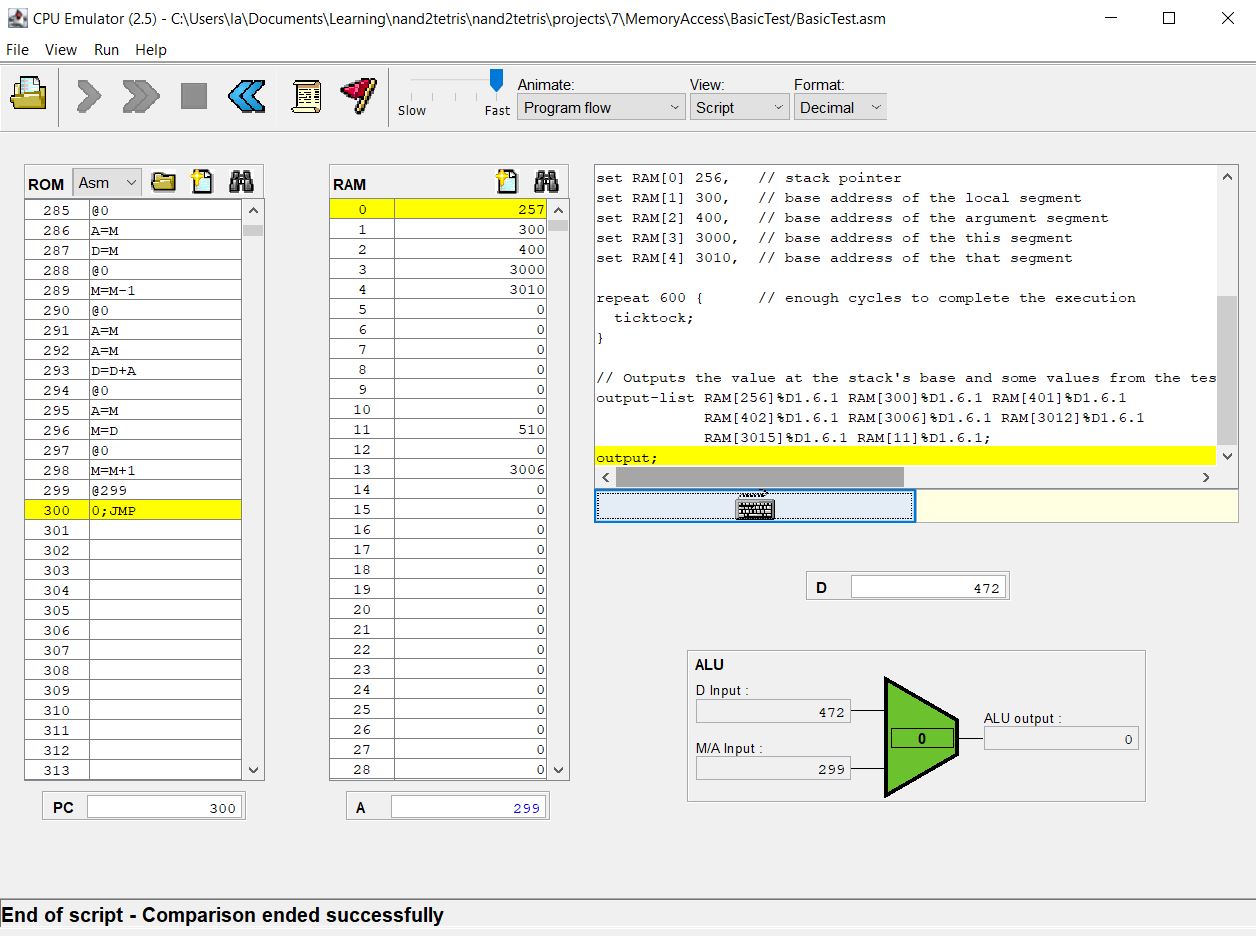 CPU Emulator (2.5) - C:\Users\la\Documents\Learning\nand2tetris\nand2tetris\projects\7\MemoryAccess\BasicTest/BasicTest.asm
File View Run Help
Slow Fast
Animate:
Program flow
View:
Script
Format:
Decimal
ROM Asm
285 @0
286 A=M
287 D=M
288 @0
289 M=M-1
290 @0
291 A=M
292 A=M
293 D=D+A
294 @0
295 A=M
296 M=D
297 @0
298 M=M+1
299 @299
300 0;JMP
301
302
303
304
305
306
307
308
309
310
311
312
313
PC 300
RAM
0 257
1 300
2 400
3 3000
4 3010
5 0
6 0
7 0
8 0
9 0
10 0
11 510
12 0
13 3006
14 0
15 0
16 0
17 0
18 0
19 0
20 0
21 0
22 0
23 0
24 0
25 0
26 0
27 0
28 0
A 299
set RAM[0] 256,   // stack pointer
set RAM[1] 300,   // base address of the local segment
set RAM[2] 400,   // base address of the argument segment
set RAM[3] 3000,  // base address of the this segment
set RAM[4] 3010,  // base address of the that segment
repeat 600 {      // enough cycles to complete the execution
ticktock;
}
// Outputs the value at the stack's base and some values from the tes
output-list RAM[256]%D1.6.1 RAM[300]%D1.6.1 RAM[401]%D1.6.1
RAM[402]%D1.6.1 RAM[3006]%D1.6.1 RAM[3012]%D1.6.1
RAM[3015]%D1.6.1 RAM[11]%D1.6.1;
output;
D 472
ALU
D Input :
472
M/A Input :
299
0
ALU output :
0
End of script - Comparison ended successfully